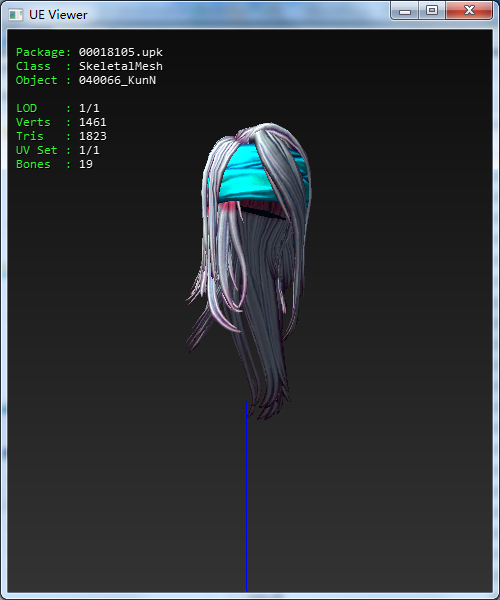 UE Viewer
Package: 00018105.upk
Class : SkeletalMesh
Object : 040066_KunN
LOD : 1/1
Verts : 1461
Tris : 1823
UV Set : 1/1
Bones : 19